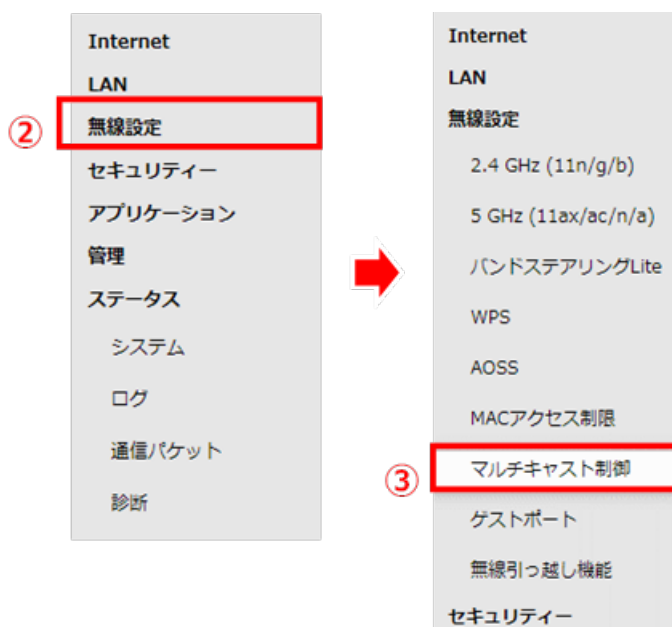 Internet
LAN
②
無線設定
セキュリティー
アプリケーション
管理
ステータス
システム
ログ
通信パケット
診断
Internet
LAN
無線設定
2.4 GHz (11n/g/b)
5 GHz (11ax/ac/n/a)
バンドステアリングLite
WPS
AOSS
MACアクセス制限
③
マルチキャスト制御
ゲストポート
無線引っ越し機能
セキュリティー